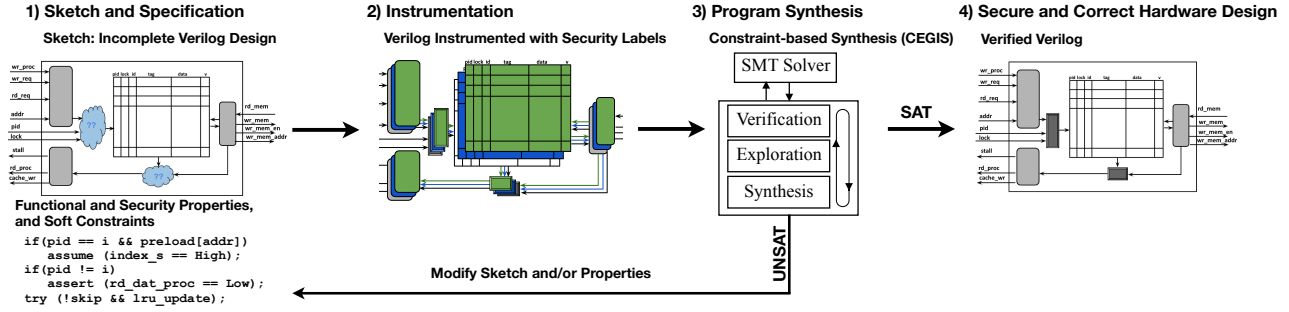 1) Sketch and Specification
Sketch: Incomplete Verilog Design
wr_proc
wr_req
rd_req
addr
pid
lock
stall
rd_proc
cache_wr
??
??
pid lock id tag data v
rd_mem
wr_mem
wr_mem_en
wr_mem_addr
Functional and Security Properties,
and Soft Constraints
if(pid == i && preload[addr])
assume (index_s == High);
if(pid != i)
assert (rd_dat_proc == Low);
try (!skip && lru_update);
2) Instrumentation
Verilog Instrumented with Security Labels
pid lock id tag data v
3) Program Synthesis
Constraint-based Synthesis (CEGIS)
SMT Solver
Verification
Exploration
Synthesis
SAT
UNSAT
Modify Sketch and/or Properties
4) Secure and Correct Hardware Design
Verified Verilog
wr_proc
wr_req
rd_req
addr
pid
lock
stall
rd_proc
cache_wr
pid lock id tag data v
rd_mem
wr_mem
wr_mem_en
wr_mem_addr